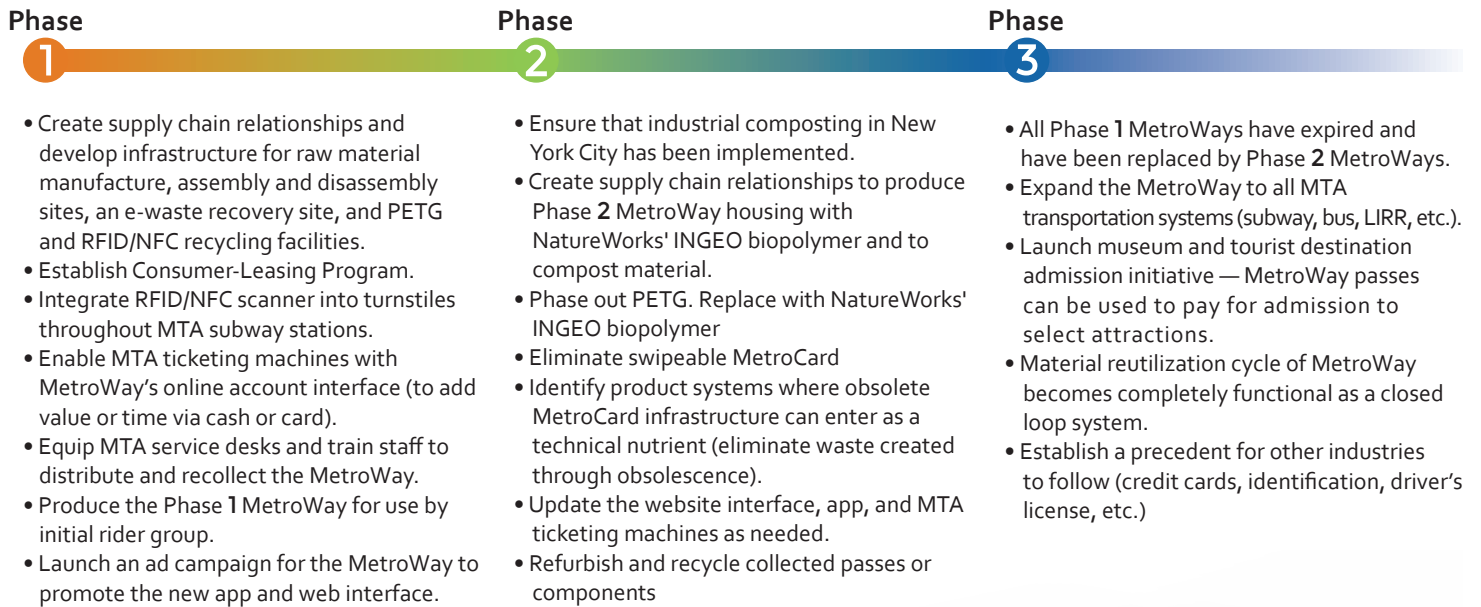 Phase
1
• Create supply chain relationships and
develop infrastructure for raw material
manufacture, assembly and disassembly
sites, an e-waste recovery site, and PETG
and RFID/NFC recycling facilities.
• Establish Consumer-Leasing Program.
• Integrate RFID/NFC scanner into turnstiles
throughout MTA subway stations.
• Enable MTA ticketing machines with
MetroWay’s online account interface (to add
value or time via cash or card).
• Equip MTA service desks and train staff to
distribute and recollect the MetroWay.
• Produce the Phase 1 MetroWay for use by
initial rider group.
• Launch an ad campaign for the MetroWay to
promote the new app and web interface.
Phase
2
• Ensure that industrial composting in New
York City has been implemented.
• Create supply chain relationships to produce
Phase 2 MetroWay housing with
NatureWorks' INGEO biopolymer and to
compost material.
• Phase out PETG. Replace with NatureWorks'
INGEO biopolymer
• Eliminate swipeable MetroCard
• Identify product systems where obsolete
MetroCard infrastructure can enter as a
technical nutrient (eliminate waste created
through obsolescence).
• Update the website interface, app, and MTA
ticketing machines as needed.
• Refurbish and recycle collected passes or
components
Phase
3
• All Phase 1 MetroWays have expired and
have been replaced by Phase 2 MetroWays.
• Expand the MetroWay to all MTA
transportation systems (subway, bus, LIRR, etc.).
• Launch museum and tourist destination
admission initiative — MetroWay passes
can be used to pay for admission to
select attractions.
• Material reutilization cycle of MetroWay
becomes completely functional as a closed
loop system.
• Establish a precedent for other industries
to follow (credit cards, identification, driver's
license, etc.)